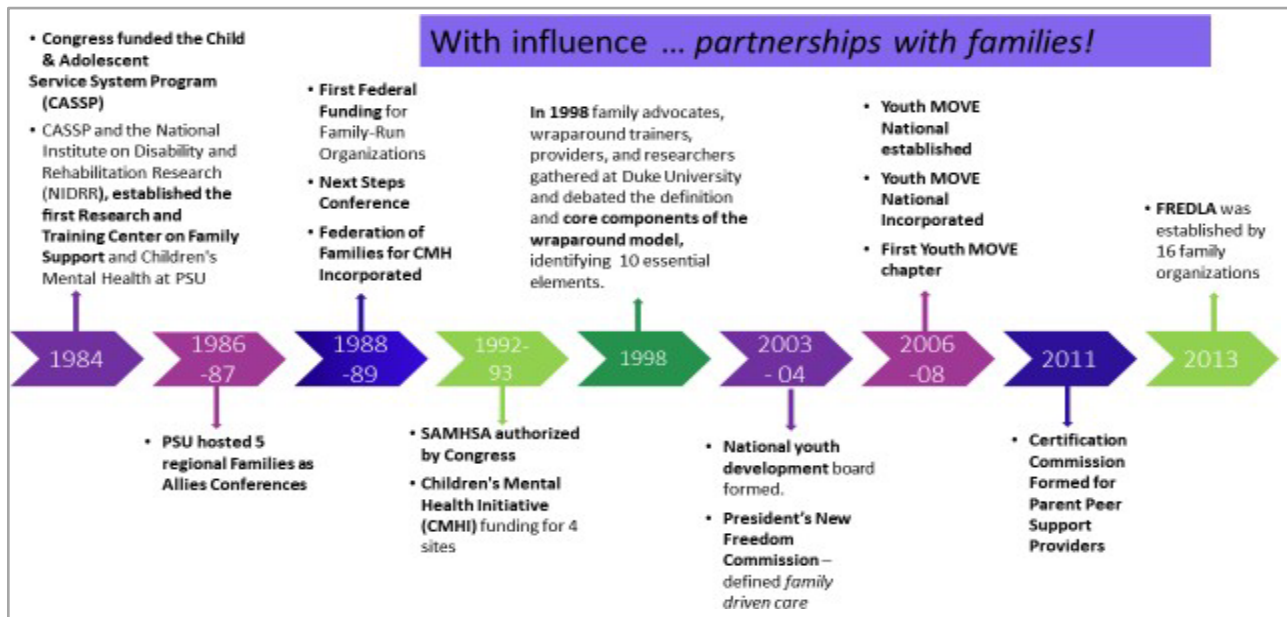 With influence ... partnerships with families!
• Congress funded the Child
& Adolescent
Service System Program
(CASSP)
• CASSP and the National
Institute on Disability and
Rehabilitation Research
(NIDRR), established the
first Research and
Training Center on Family
Support and Children's
Mental Health at PSU
• First Federal
Funding for
Family-Run
Organizations
• Next Steps
Conference
• Federation of
Families for CMH
Incorporated
In 1998 family advocates,
wraparound trainers,
providers, and researchers
gathered at Duke University
and debated the definition
and core components of the
wraparound model,
identifying 10 essential
elements.
• Youth MOVE
National
established
• Youth MOVE
National
Incorporated
• First Youth MOVE
chapter
• FREDLA was
established by
16 family
organizations
1984
1986
-87
1988
-89
1992-
93
1998
2003
- 04
2006
-08
2011
2013
• PSU hosted 5
regional Families as
Allies Conferences
• SAMHSA authorized
by Congress
• Children's Mental
Health Initiative
(CMHI) funding for 4
sites
• National youth
development board
formed.
• President's New
Freedom
Commission –
defined family
driven care
• Certification
Commission
Formed for
Parent Peer
Support
Providers